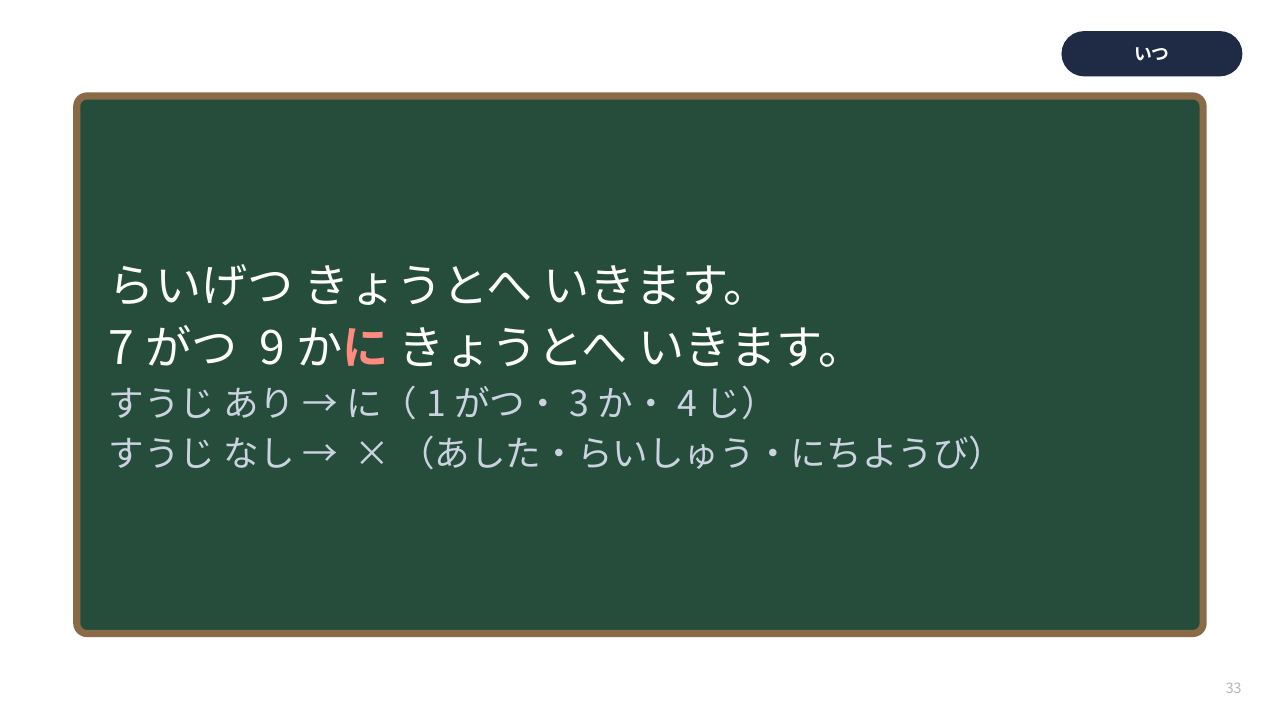 いつ
らいげつ きょうとへ いきます。
７がつ ９かに きょうとへ いきます。
すうじ あり → に（１がつ・３か・４じ）
すうじ なし → × （あした・らいしゅう・にちようび）
33